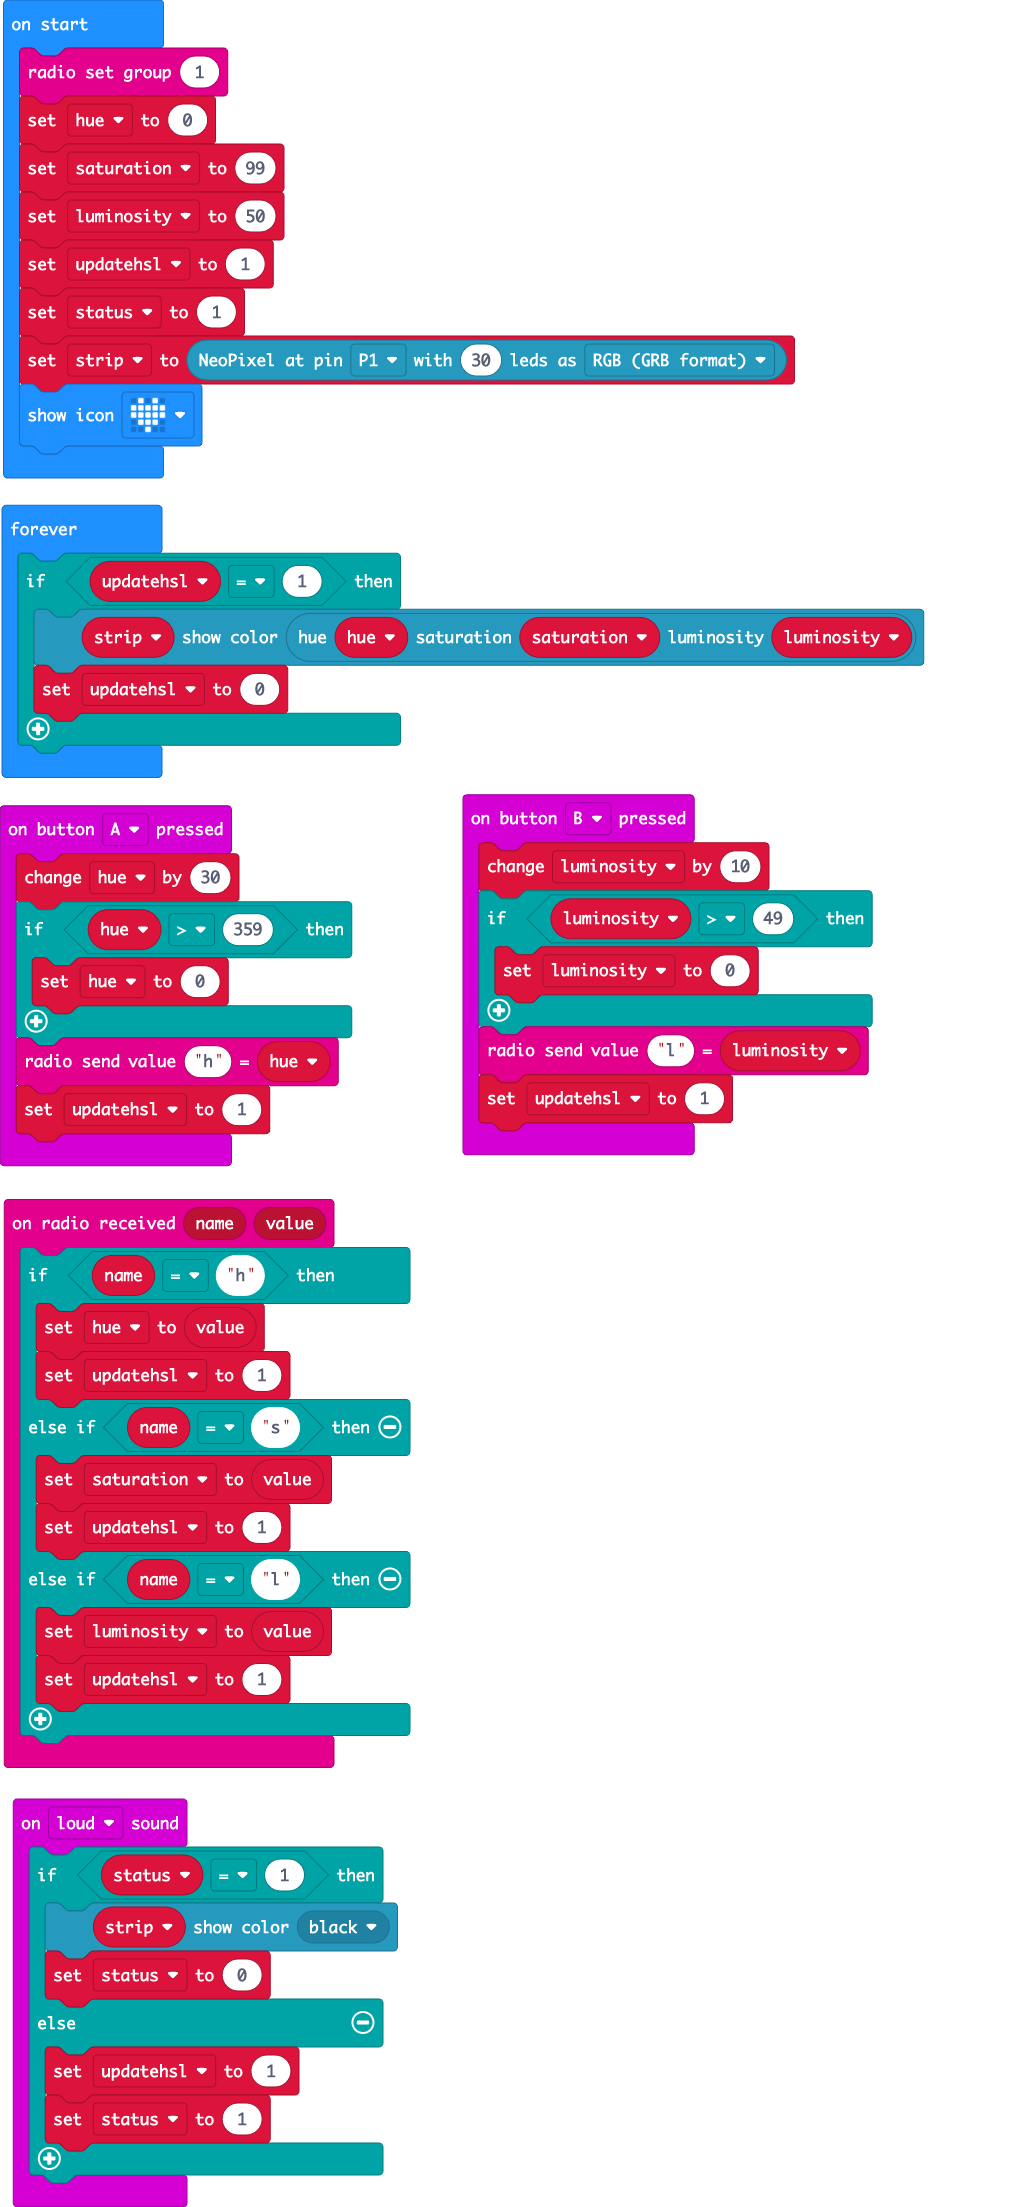 on start
radio set group 1
set hue to 0
set saturation to 99
set luminosity to 50
set updatehsl to 1
set status to 1
set strip to NeoPixel at pin P1 with 30 leds as RGB (GRB format)
show icon
forever
if updatehsl = 1 then
strip show color hue hue saturation saturation luminosity luminosity
set updatehsl to 0
on button A pressed
change hue by 30
if hue > 359 then
set hue to 0
radio send value "h" = hue
set updatehsl to 1
on button B pressed
change luminosity by 10
if luminosity > 49 then
set luminosity to 0
radio send value "l" = luminosity
set updatehsl to 1
on radio received name value
if name = "h" then
set hue to value
set updatehsl to 1
else if name = "s" then
set saturation to value
set updatehsl to 1
else if name = "l" then
set luminosity to value
set updatehsl to 1
on loud sound
if status = 1 then
strip show color black
set status to 0
else
set updatehsl to 1
set status to 1